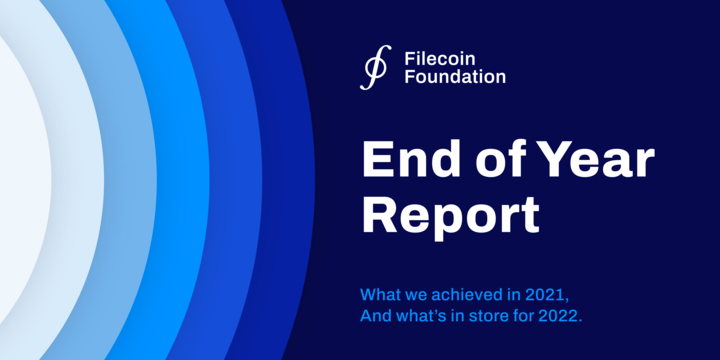 Filecoin
Foundation
End of Year
Report
What we achieved in 2021,
And what's in store for 2022.